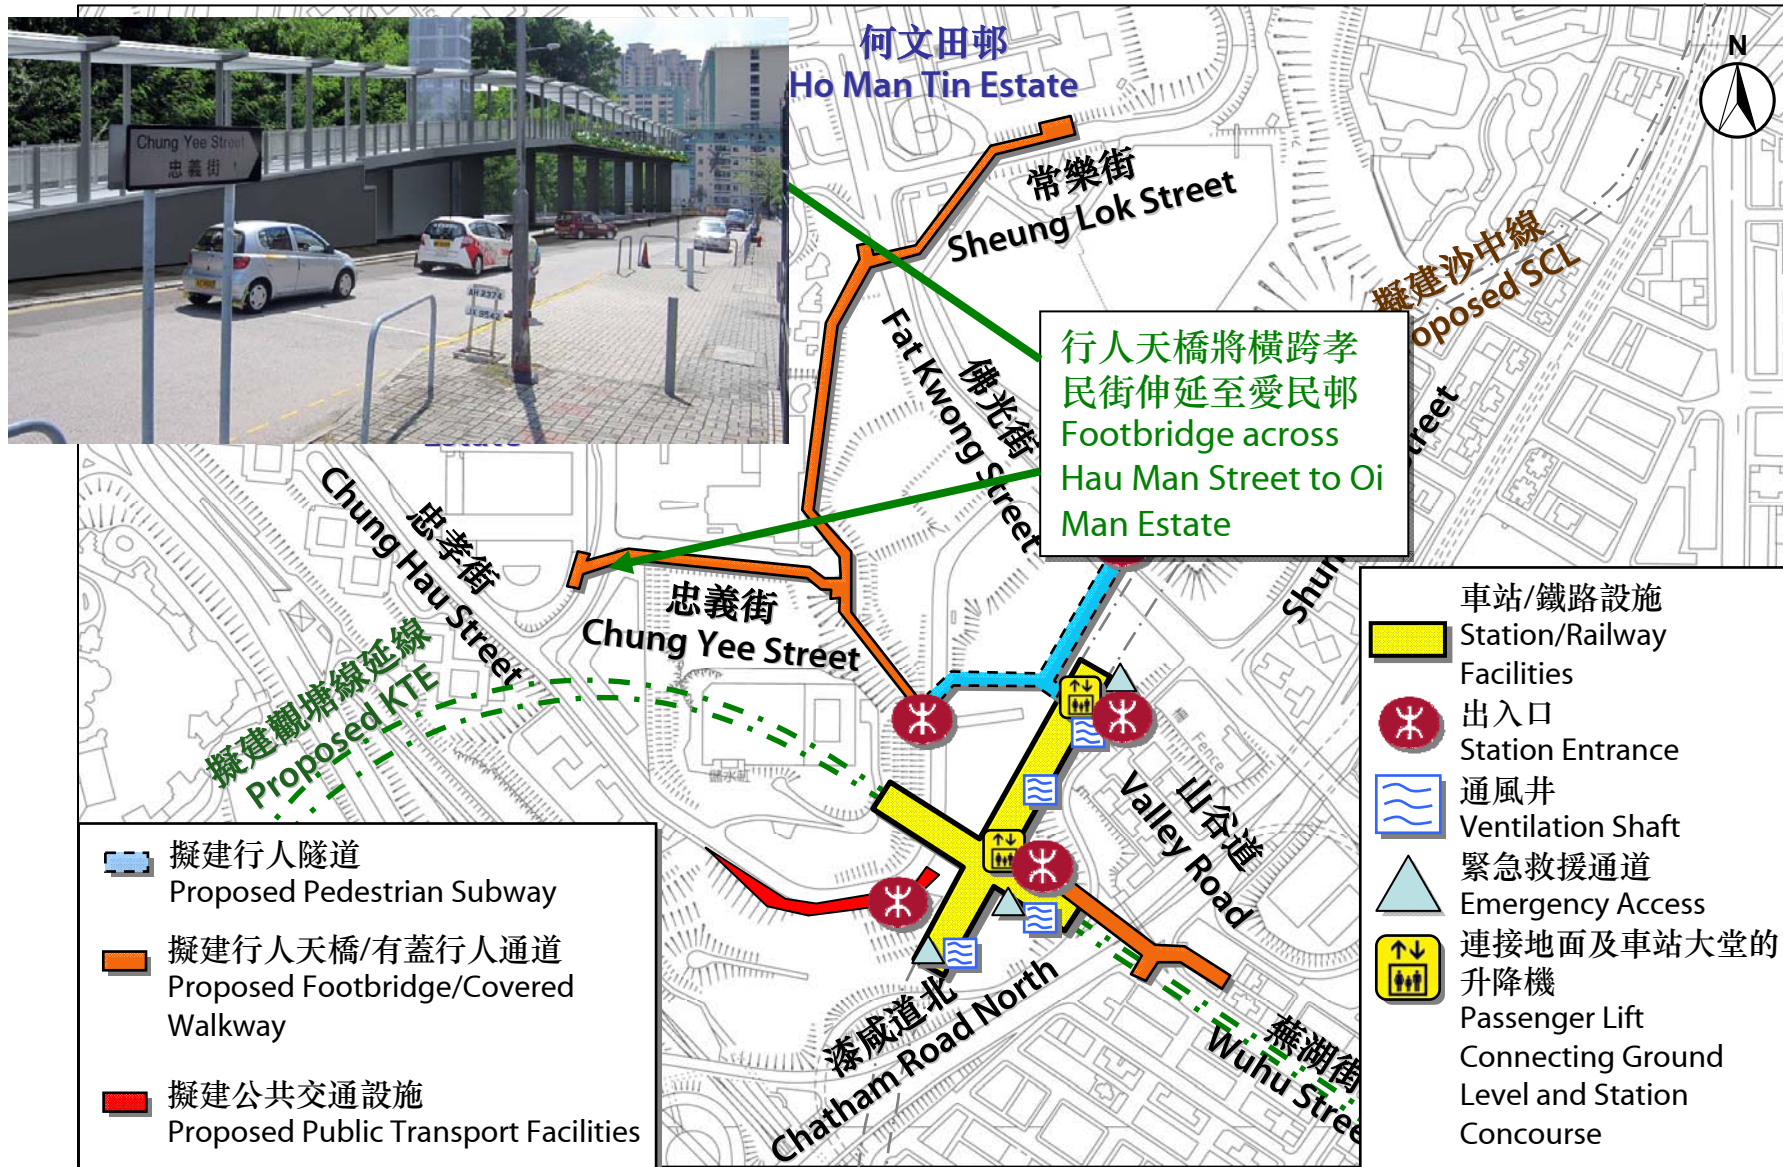 何文田邨
Ho Man Tin Estate
N
Chung Yee Street
忠義街
AH 2374
JX 9542
常樂街
Sheung Lok Street
擬建沙中線
oposed SCL
佛光街
Fat Kwong Street
行人天橋將橫跨孝
民街伸延至愛民邨
Footbridge across
Hau Man Street to Oi
Man Estate
Estate
忠孝街
Chung Hau Street
忠義街
Chung Yee Street
擬建觀塘線延線
Proposed KTE
山谷道
Valley Road
Fence
漆咸道北
Chatham Road North
蕪湖街
Wuhu Stree
擬建行人隧道
Proposed Pedestrian Subway
擬建行人天橋/有蓋行人通道
Proposed Footbridge/Covered
Walkway
擬建公共交通設施
Proposed Public Transport Facilities
車站/鐵路設施
Station/Railway
Facilities
出入口
Station Entrance
通風井
Ventilation Shaft
緊急救援通道
Emergency Access
連接地面及車站大堂的
升降機
Passenger Lift
Connecting Ground
Level and Station
Concourse